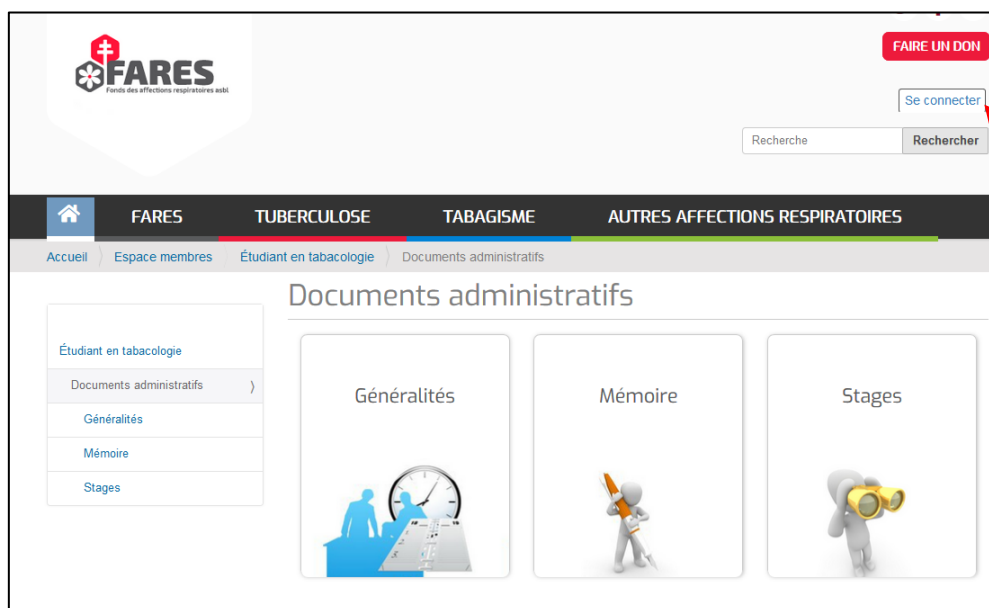 FARES
Fonds des affections respiratoires asbl
FAIRE UN DON
Se connecter
Recherche
Rechercher
FARES TUBERCULOSE TABAGISME AUTRES AFFECTIONS RESPIRATOIRES
Accueil Espace membres Étudiant en tabacologie Documents administratifs
Documents administratifs
Étudiant en tabacologie
Documents administratifs
Généralités
Mémoire
Stages
Généralités
Mémoire
Stages